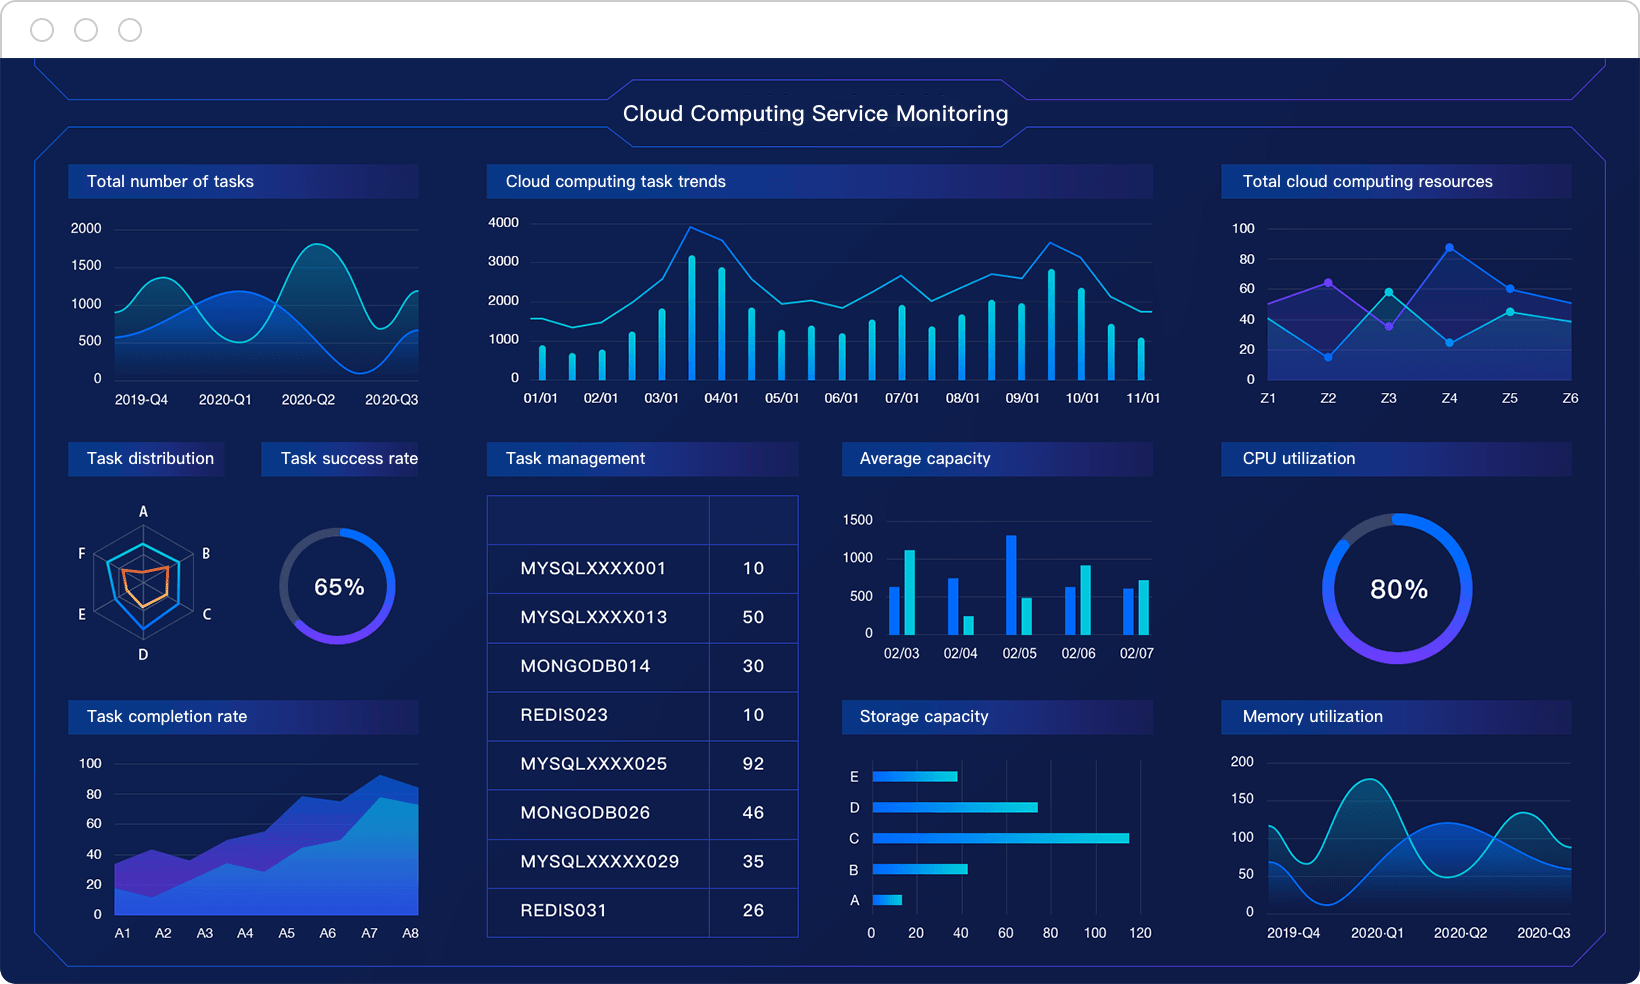 Cloud Computing Service Monitoring
Total number of tasks
2000
1500
1000
500
0
2019-Q4 2020-Q1 2020-Q2 2020-Q3
Cloud computing task trends
4000
3000
2000
1000
0
01/01 02/01 03/01 04/01 05/01 06/01 07/01 08/01 09/01 10/01 11/01
Total cloud computing resources
100
80
60
40
20
0
Z1 Z2 Z3 Z4 Z5 Z6
Task distribution
A
F B
E C
D
Task success rate
65%
Task management
MYSQLXXXX001 10
MYSQLXXXX013 50
MONGODB014 30
REDIS023 10
MYSQLXXXX025 92
MONGODB026 46
MYSQLXXXXX029 35
REDIS031 26
Average capacity
1500
1000
500
0
02/03 02/04 02/05 02/06 02/07
CPU utilization
80%
Task completion rate
100
80
60
40
20
0
A1 A2 A3 A4 A5 A6 A7 A8
Storage capacity
E
D
C
B
A
0 20 40 60 80 100 120
Memory utilization
200
150
100
50
0
2019-Q4 2020-Q1 2020-Q2 2020-Q3